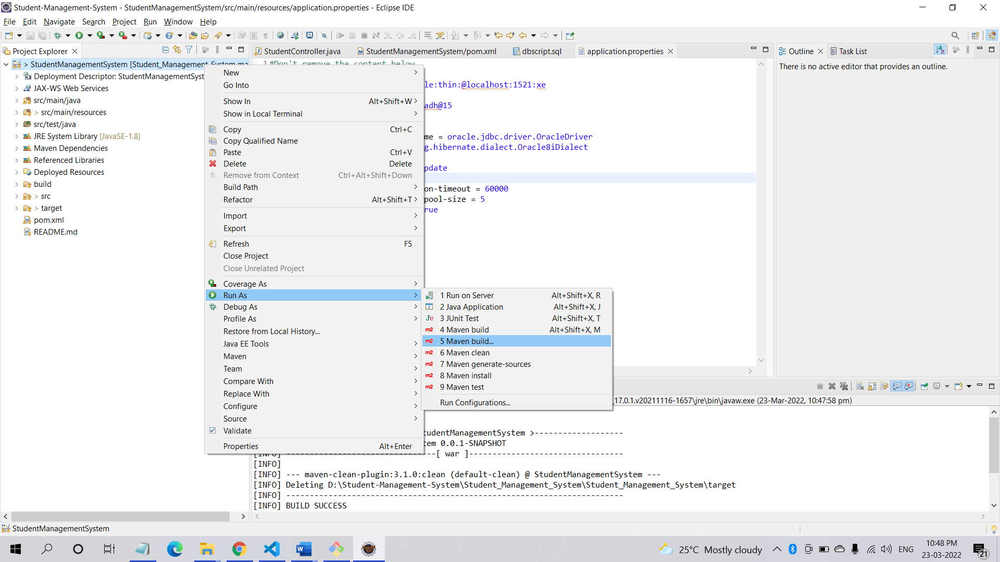 Student-Management-System - StudentManagementSystem/src/main/resources/application.properties - Eclipse IDE
File Edit Navigate Search Project Run Window Help
Project Explorer
> StudentManagementSystem [Student_Management_System ma
Deployment Descriptor: StudentManagementSyst
JAX-WS Web Services
src/main/java
> src/main/resources
src/test/java
JRE System Library [JavaSE-1.8]
Maven Dependencies
Referenced Libraries
Deployed Resources
build
> src
> target
pom.xml
README.md
StudentController.java StudentManagementSystem/pom.xml dbscript.sql application.properties
1 #Don't remove the content below
le:thin:@localhost:1521:xe
adh@15
me = oracle.jdbc.driver.OracleDriver
g.hibernate.dialect.Oracle8iDialect
pdate
on-timeout = 60000
pool-size = 5
rue
New
Go Into
Show In Alt+Shift+W
Show in Local Terminal
Copy Ctrl+C
Copy Qualified Name
Paste Ctrl+V
Delete Delete
Remove from Context Ctrl+Alt+Shift+Down
Build Path
Refactor Alt+Shift+T
Import
Export
Refresh F5
Close Project
Close Unrelated Project
Coverage As
Run As
Debug As
Profile As
Restore from Local History...
Java EE Tools
Maven
Team
Compare With
Replace With
Configure
Source
Validate
Properties Alt+Enter
1 Run on Server Alt+Shift+X, R
2 Java Application Alt+Shift+X, J
3 JUnit Test Alt+Shift+X, T
4 Maven build Alt+Shift+X, M
5 Maven build...
6 Maven clean
7 Maven generate-sources
8 Maven install
9 Maven test
Run Configurations...
Outline Task List
There is no active editor that provides an outline.
_17.0.1.v20211116-1657\jre\bin\javaw.exe (23-Mar-2022, 10:47:58 pm)
tudentManagementSystem >-------------------
tem 0.0.1-SNAPSHOT
[INFO] --------------------------------[ war ]---------------------------------
[INFO]
[INFO] --- maven-clean-plugin:3.1.0:clean (default-clean) @ StudentManagementSystem ---
[INFO] Deleting D:\Student-Management-System\Student_Management_System\Student_Management_System\target
[INFO] ------------------------------------------------------------------------
[INFO] BUILD SUCCESS
StudentManagementSystem
25°C Mostly cloudy
ENG
10:48 PM
23-03-2022
21